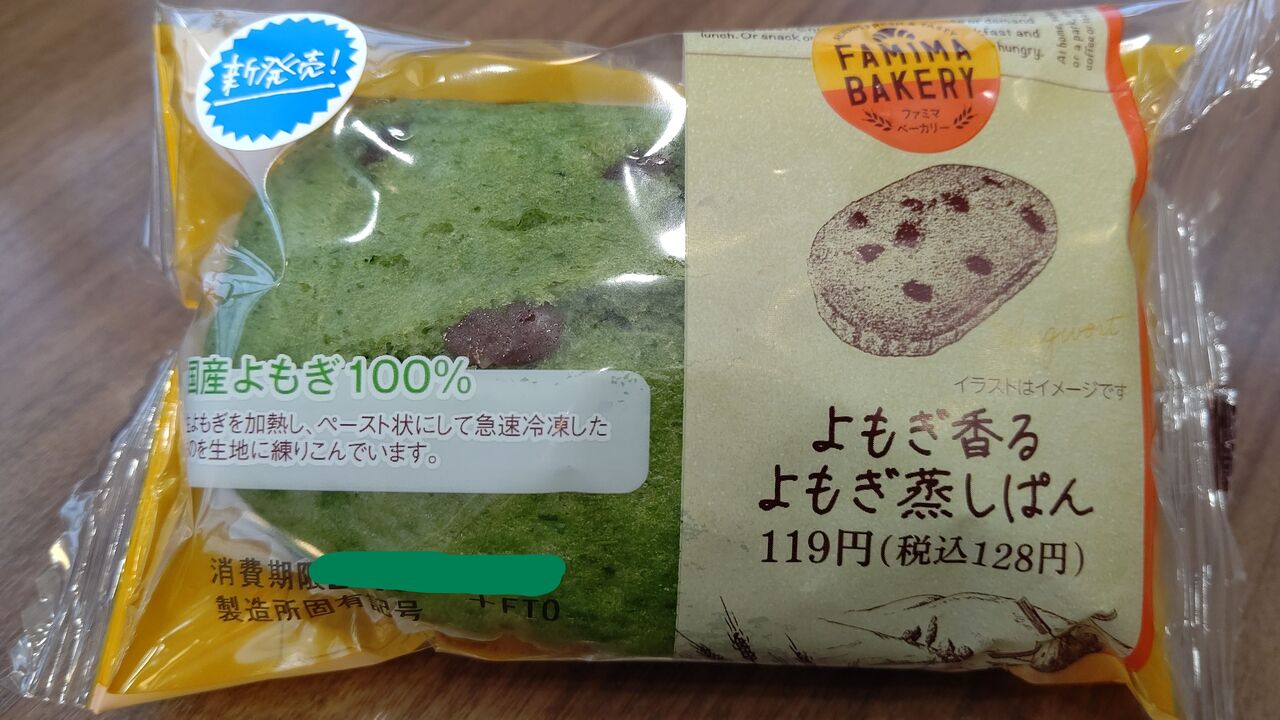 新発売!
lunch. Or snack
hungry.
FAMIMA
BAKERY
ファミマ
ベーカリー
国産よもぎ100%
よもぎを加熱し、ペースト状にして急速冷凍した
を生地に練りこんでいます。
イラストはイメージです
よもぎ香る
よもぎ蒸しぱん
119円(税込128円)
消費期限
製造所固有記号 +FTO